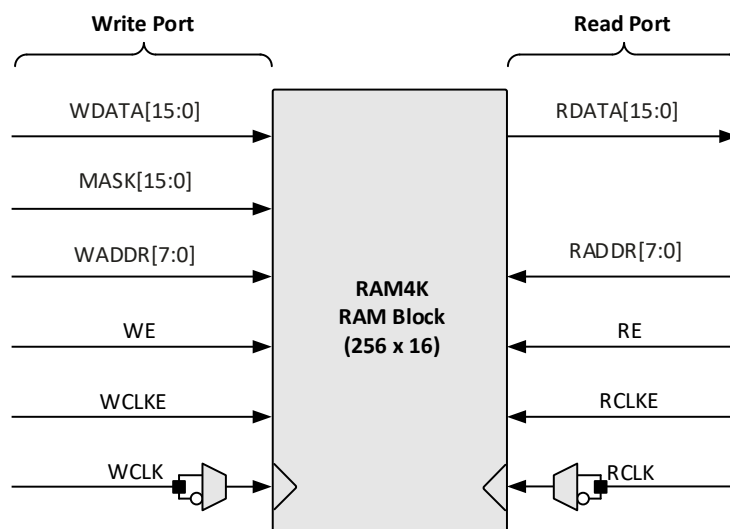 Write Port
Read Port
WDATA[15:0]
RDATA[15:0]
MASK[15:0]
WADDR[7:0]
RADDR[7:0]
RAM4K
RAM Block
(256 x 16)
WE
RE
WCLKE
RCLKE
WCLK
RCLK